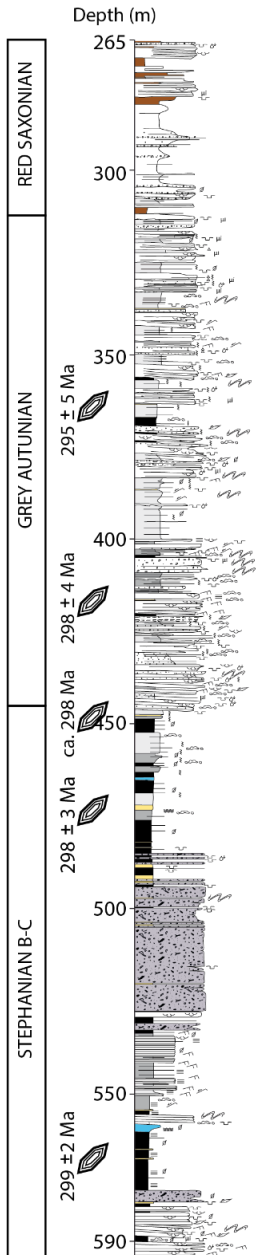 Depth (m)
265
300
350
400
450
500
550
590
RED SAXONIAN
GREY AUTUNIAN
STEPHANIAN B-C
295 ± 5 Ma
298 ± 4 Ma
ca. 298 Ma
298 ± 3 Ma
299 ±2 Ma